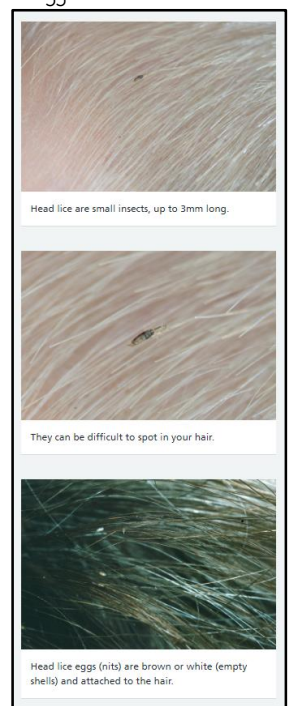 Head lice are small insects, up to 3mm long.
They can be difficult to spot in your hair.
Head lice eggs (nits) are brown or white (empty
shells) and attached to the hair.